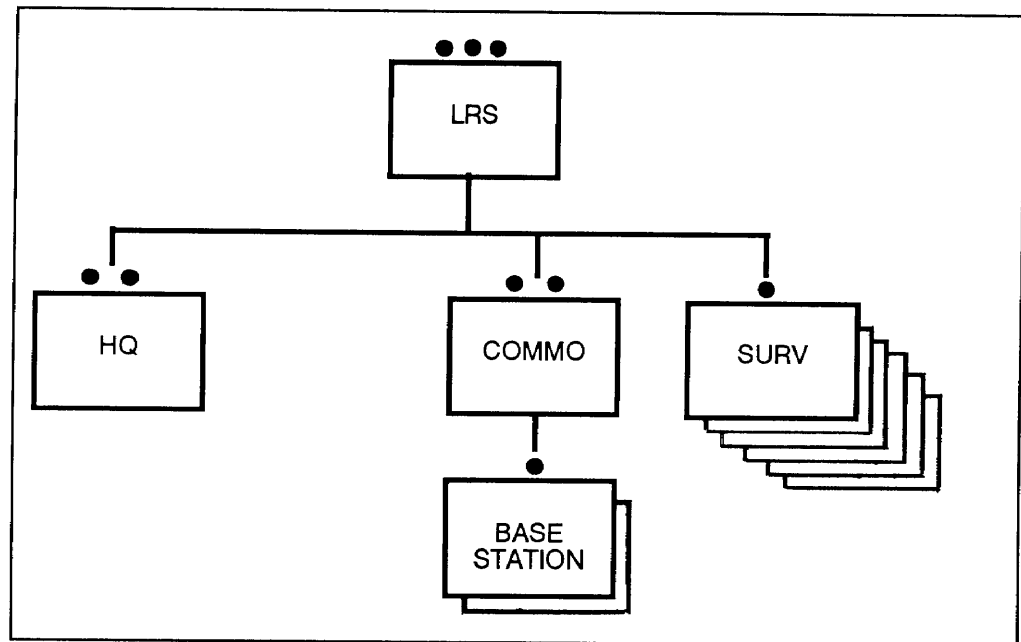 LRS
HQ
COMMO
SURV
BASE
STATION